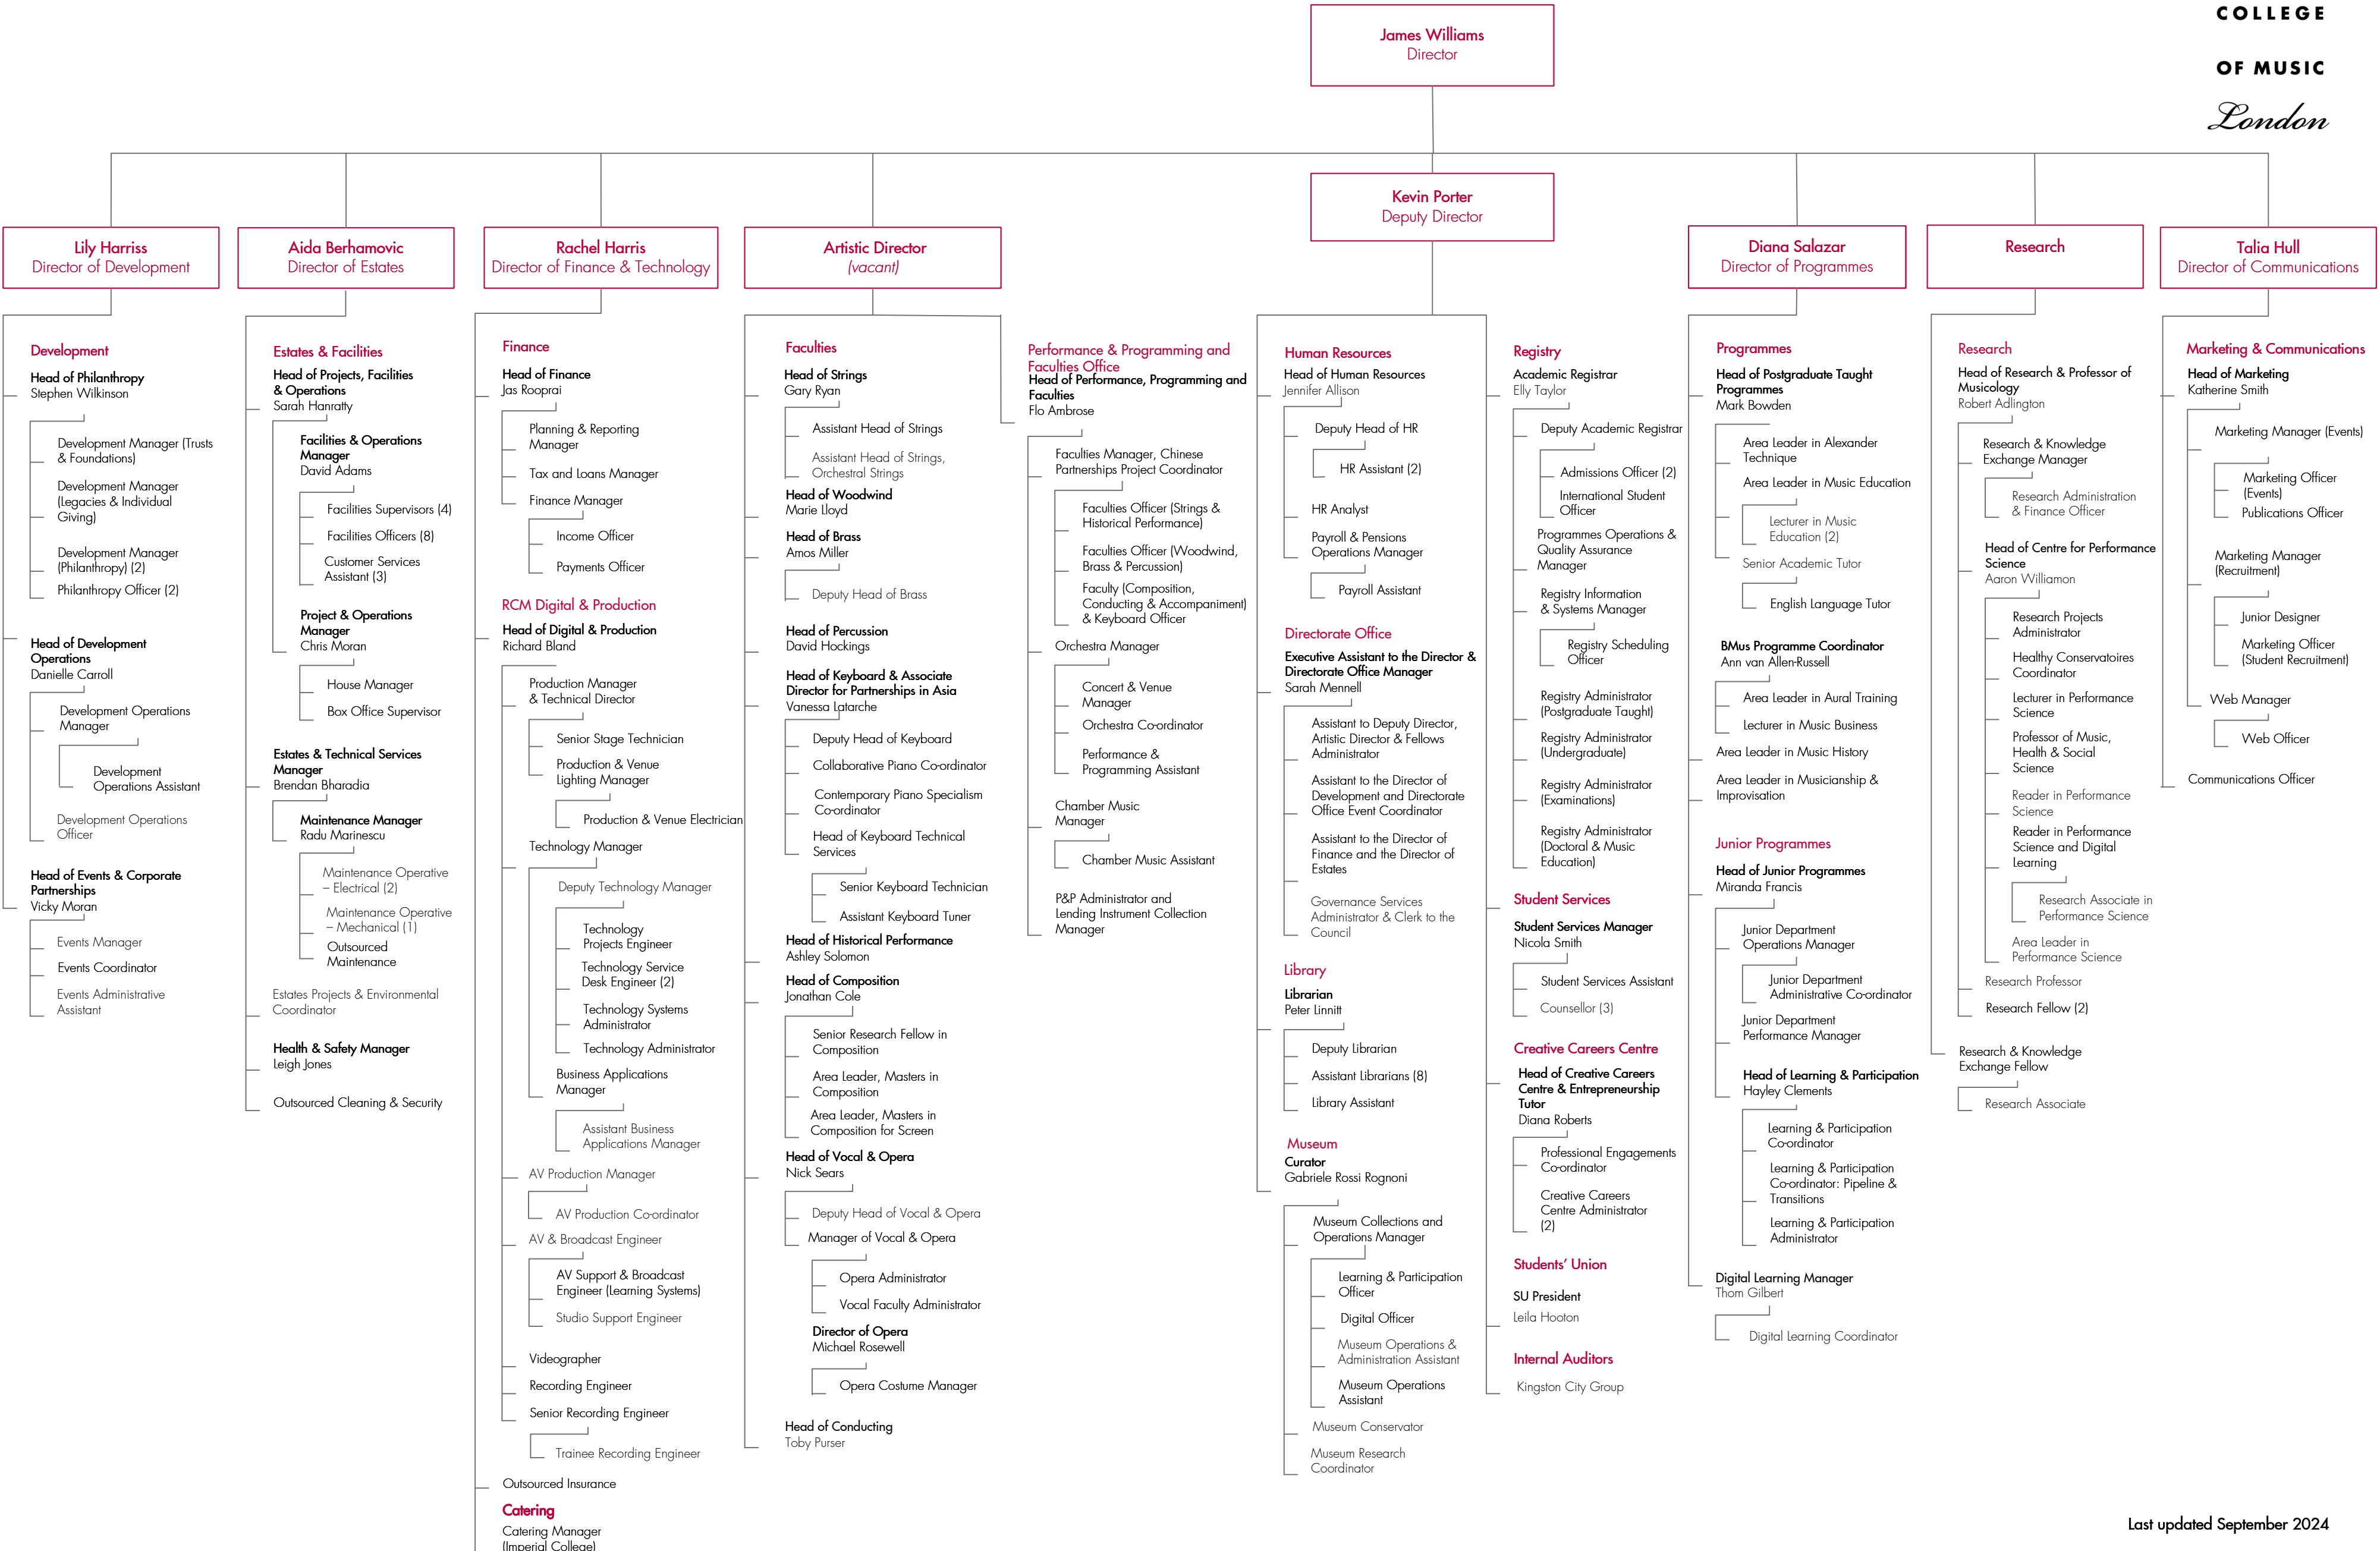 COLLEGE
OF MUSIC
London
James Williams
Director
Kevin Porter
Deputy Director
Lily Harriss
Director of Development
Aida Berhamovic
Director of Estates
Rachel Harris
Director of Finance & Technology
Artistic Director
(vacant)
Diana Salazar
Director of Programmes
Research
Talia Hull
Director of Communications
Development
Head of Philanthropy
Stephen Wilkinson
Development Manager (Trusts
& Foundations)
Development Manager
(Legacies & Individual
Giving)
Development Manager
(Philanthropy) (2)
Philanthropy Officer (2)
Head of Development
Operations
Danielle Carroll
Development Operations
Manager
Development
Operations Assistant
Development Operations
Officer
Head of Events & Corporate
Partnerships
Vicky Moran
Events Manager
Events Coordinator
Events Administrative
Assistant
Estates & Facilities
Head of Projects, Facilities
& Operations
Sarah Hanratty
Facilities & Operations
Manager
David Adams
Facilities Supervisors (4)
Facilities Officers (8)
Customer Services
Assistant (3)
Project & Operations
Manager
Chris Moran
House Manager
Box Office Supervisor
Estates & Technical Services
Manager
Brendan Bharadia
Maintenance Manager
Radu Marinescu
Maintenance Operative
– Electrical (2)
Maintenance Operative
– Mechanical (1)
Outsourced
Maintenance
Estates Projects & Environmental
Coordinator
Health & Safety Manager
Leigh Jones
Outsourced Cleaning & Security
Finance
Head of Finance
Jas Rooprai
Planning & Reporting
Manager
Tax and Loans Manager
Finance Manager
Income Officer
Payments Officer
RCM Digital & Production
Head of Digital & Production
Richard Bland
Production Manager
& Technical Director
Senior Stage Technician
Production & Venue
Lighting Manager
Production & Venue Electrician
Technology Manager
Deputy Technology Manager
Technology
Projects Engineer
Technology Service
Desk Engineer (2)
Technology Systems
Administrator
Technology Administrator
Business Applications
Manager
Assistant Business
Applications Manager
AV Production Manager
AV Production Co-ordinator
AV & Broadcast Engineer
AV Support & Broadcast
Engineer (Learning Systems)
Studio Support Engineer
Videographer
Recording Engineer
Senior Recording Engineer
Trainee Recording Engineer
Outsourced Insurance
Catering
Catering Manager
(Imperial College)
Faculties
Head of Strings
Gary Ryan
Assistant Head of Strings
Assistant Head of Strings,
Orchestral Strings
Head of Woodwind
Marie Lloyd
Head of Brass
Amos Miller
Deputy Head of Brass
Head of Percussion
David Hockings
Head of Keyboard & Associate
Director for Partnerships in Asia
Vanessa Latarche
Deputy Head of Keyboard
Collaborative Piano Co-ordinator
Contemporary Piano Specialism
Co-ordinator
Head of Keyboard Technical
Services
Senior Keyboard Technician
Assistant Keyboard Tuner
Head of Historical Performance
Ashley Solomon
Head of Composition
Jonathan Cole
Senior Research Fellow in
Composition
Area Leader, Masters in
Composition
Area Leader, Masters in
Composition for Screen
Head of Vocal & Opera
Nick Sears
Deputy Head of Vocal & Opera
Manager of Vocal & Opera
Opera Administrator
Vocal Faculty Administrator
Director of Opera
Michael Rosewell
Opera Costume Manager
Head of Conducting
Toby Purser
Performance & Programming and
Faculties Office
Head of Performance, Programming and
Faculties
Flo Ambrose
Faculties Manager, Chinese
Partnerships Project Coordinator
Faculties Officer (Strings &
Historical Performance)
Faculties Officer (Woodwind,
Brass & Percussion)
Faculty (Composition,
Conducting & Accompaniment)
& Keyboard Officer
Orchestra Manager
Concert & Venue
Manager
Orchestra Co-ordinator
Performance &
Programming Assistant
Chamber Music
Manager
Chamber Music Assistant
P&P Administrator and
Lending Instrument Collection
Manager
Human Resources
Head of Human Resources
Jennifer Allison
Deputy Head of HR
HR Assistant (2)
HR Analyst
Payroll & Pensions
Operations Manager
Payroll Assistant
Directorate Office
Executive Assistant to the Director &
Directorate Office Manager
Sarah Mennell
Assistant to Deputy Director,
Artistic Director & Fellows
Administrator
Assistant to the Director of
Development and Directorate
Office Event Coordinator
Assistant to the Director of
Finance and the Director of
Estates
Governance Services
Administrator & Clerk to the
Council
Library
Librarian
Peter Linnitt
Deputy Librarian
Assistant Librarians (8)
Library Assistant
Museum
Curator
Gabriele Rossi Rognoni
Museum Collections and
Operations Manager
Learning & Participation
Officer
Digital Officer
Museum Operations &
Administration Assistant
Museum Operations
Assistant
Museum Conservator
Museum Research
Coordinator
Registry
Academic Registrar
Elly Taylor
Deputy Academic Registrar
Admissions Officer (2)
International Student
Officer
Programmes Operations &
Quality Assurance
Manager
Registry Information
& Systems Manager
Registry Scheduling
Officer
Registry Administrator
(Postgraduate Taught)
Registry Administrator
(Undergraduate)
Registry Administrator
(Examinations)
Registry Administrator
(Doctoral & Music
Education)
Student Services
Student Services Manager
Nicola Smith
Student Services Assistant
Counsellor (3)
Creative Careers Centre
Head of Creative Careers
Centre & Entrepreneurship
Tutor
Diana Roberts
Professional Engagements
Co-ordinator
Creative Careers
Centre Administrator
(2)
Students' Union
SU President
Leila Hooton
Internal Auditors
Kingston City Group
Programmes
Head of Postgraduate Taught
Programmes
Mark Bowden
Area Leader in Alexander
Technique
Area Leader in Music Education
Lecturer in Music
Education (2)
Senior Academic Tutor
English Language Tutor
BMus Programme Coordinator
Ann van Allen-Russell
Area Leader in Aural Training
Lecturer in Music Business
Area Leader in Music History
Area Leader in Musicianship &
Improvisation
Junior Programmes
Head of Junior Programmes
Miranda Francis
Junior Department
Operations Manager
Junior Department
Administrative Co-ordinator
Junior Department
Performance Manager
Head of Learning & Participation
Hayley Clements
Learning & Participation
Co-ordinator
Learning & Participation
Co-ordinator: Pipeline &
Transitions
Learning & Participation
Administrator
Digital Learning Manager
Thom Gilbert
Digital Learning Coordinator
Research
Head of Research & Professor of
Musicology
Robert Adlington
Research & Knowledge
Exchange Manager
Research Administration
& Finance Officer
Head of Centre for Performance
Science
Aaron Williamon
Research Projects
Administrator
Healthy Conservatoires
Coordinator
Lecturer in Performance
Science
Professor of Music,
Health & Social
Science
Reader in Performance
Science
Reader in Performance
Science and Digital
Learning
Research Associate in
Performance Science
Area Leader in
Performance Science
Research Professor
Research Fellow (2)
Research & Knowledge
Exchange Fellow
Research Associate
Marketing & Communications
Head of Marketing
Katherine Smith
Marketing Manager (Events)
Marketing Officer
(Events)
Publications Officer
Marketing Manager
(Recruitment)
Junior Designer
Marketing Officer
(Student Recruitment)
Web Manager
Web Officer
Communications Officer
Last updated September 2024